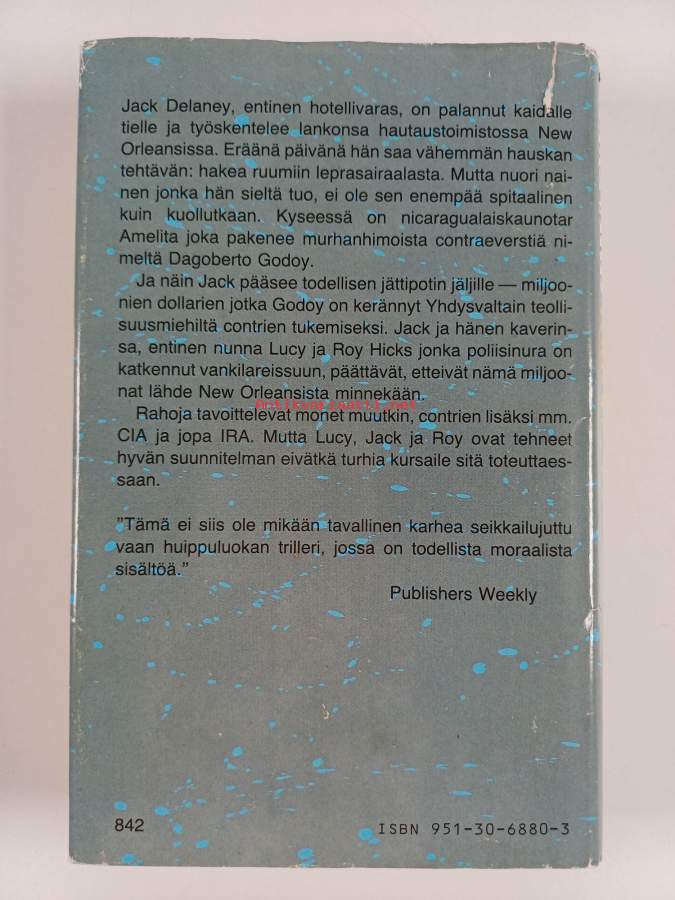 Jack Delaney, entinen hotellivaras, on palannut kaidalle
tielle ja työskentelee lankonsa hautaustoimistossa New
Orleansissa. Eräänä päivänä hän saa vähemmän hauskan
tehtävän: hakea ruumiin leprasairaalasta. Mutta nuori nai-
nen jonka hän sieltä tuo, ei ole sen enempää spitaalinen
kuin kuollutkaan. Kyseessä on nicaragualaiskaunotar
Amelita joka pakenee murhanhimoista contraeverstiä ni-
meltä Dagoberto Godoy.
Ja näin Jack pääsee todellisen jättipotin jäljille — miljoo-
nien dollarien jotka Godoy on kerännyt Yhdysvaltain teolli-
suusmiehiltä contrien tukemiseksi. Jack ja hänen kaverin-
sa, entinen nunna Lucy ja Roy Hicks jonka poliisinura on
katkennut vankilareissuun, päättävät, etteivät nämä miljoo-
nat lähde New Orleansista minnekään.
antikvariaatti.net
Rahoja tavoittelevat monet muutkin, contrien lisäksi mm.
CIA ja jopa IRA. Mutta Lucy, Jack ja Roy ovat tehneet
hyvän suunnitelman eivätkä turhia kursaile sitä toteuttaes-
saan.
"Tämä ei siis ole mikään tavallinen karhea seikkailujuttu
vaan huippuluokan trilleri, jossa on todellista moraalista
sisältöä."
Publishers Weekly
842
ISBN 951-30-6880-3